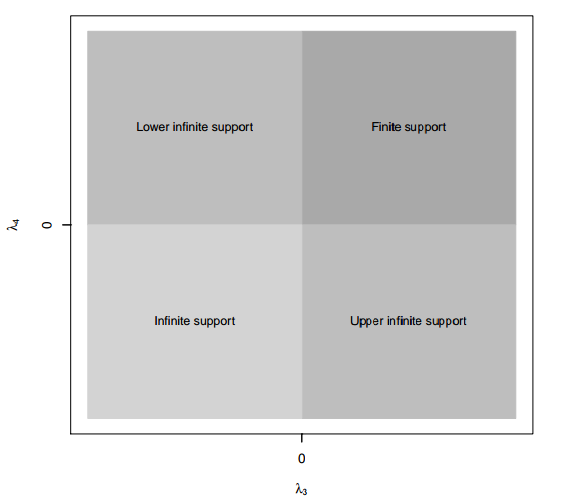 Lower infinite support
Finite support
λ4
0
Infinite support
Upper infinite support
0
λ3